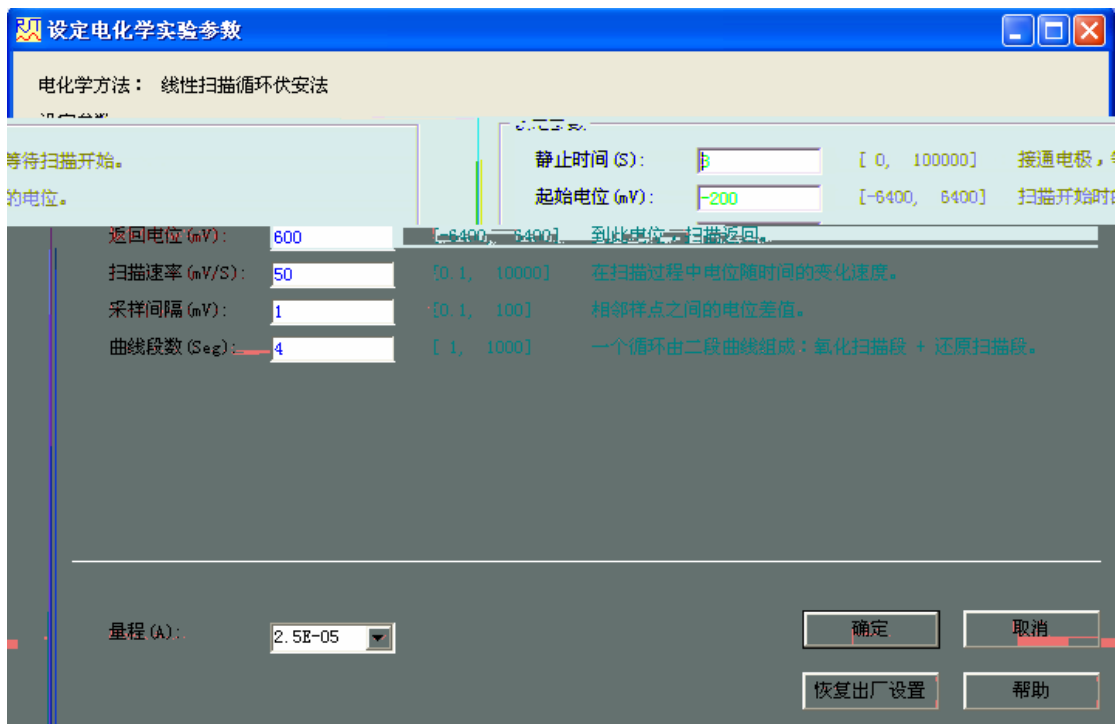 设定电化学实验参数
电化学方法： 线性扫描循环伏安法
设定参数
等待扫描开始。
静止时间(S): 3 [ 0, 100000] 接通电极，
的电位。
起始电位(mV): -200 [-6400, 6400] 扫描开始时
返回电位(mV): 600 [-6400, 6400] 到此电位，扫描返回。
扫描速率(mV/S): 50 [0.1, 10000] 在扫描过程中电位随时间的变化速度。
采样间隔(mV): 1 [0.1, 100] 相邻样点之间的电位差值。
曲线段数(Seg): 4 [ 1, 1000] 一个循环由二段曲线组成：氧化扫描段 + 还原扫描段。
量程(A): 2.5E-05
确定 取消
恢复出厂设置 帮助